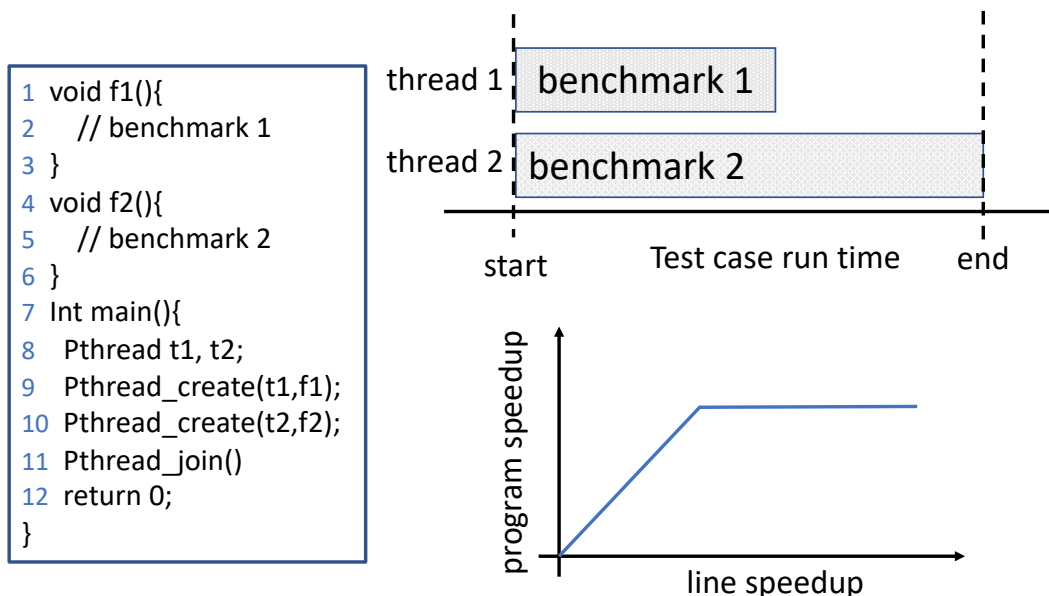 1 void f1(){
2 // benchmark 1
3 }
4 void f2(){
5 // benchmark 2
6 }
7 Int main(){
8 Pthread t1, t2;
9 Pthread_create(t1,f1);
10 Pthread_create(t2,f2);
11 Pthread_join()
12 return 0;
}
thread 1
benchmark 1
thread 2
benchmark 2
start
Test case run time
end
program speedup
line speedup